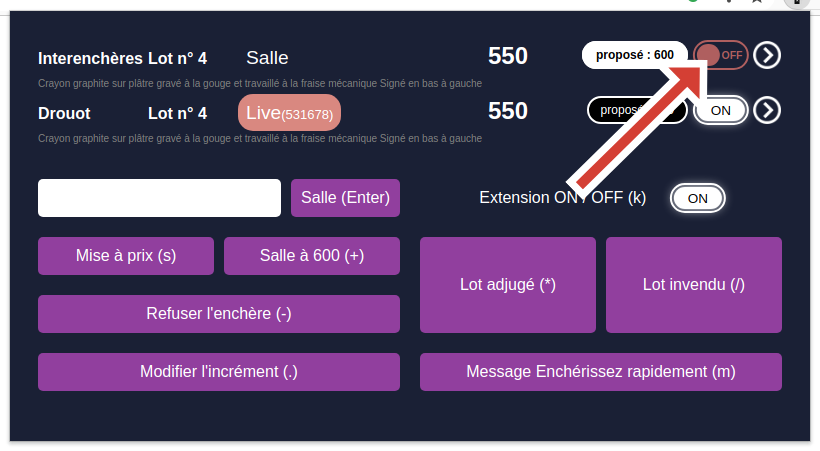 Interenchères Lot n° 4 Salle 550 proposé : 600 OFF
Crayon graphite sur plâtre gravé à la gouge et travaillé à la fraise mécanique Signé en bas à gauche
Drouot Lot n° 4 Live(531678) 550 ON
Crayon graphite sur plâtre gravé à la gouge et travaillé à la fraise mécanique Signé en bas à gauche
Salle (Enter) Extension ON / OFF (k) ON
Mise à prix (s) Salle à 600 (+) Lot adjugé (*) Lot invendu (/)
Refuser l'enchère (-)
Modifier l'incrément (.) Message Enchérissez rapidement (m)